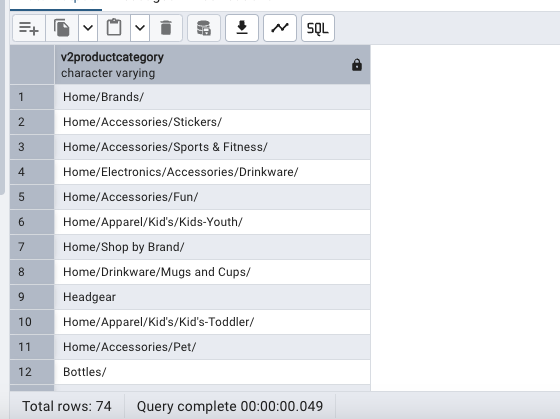 SQL
v2productcategory
character varying
1 Home/Brands/
2 Home/Accessories/Stickers/
3 Home/Accessories/Sports & Fitness/
4 Home/Electronics/Accessories/Drinkware/
5 Home/Accessories/Fun/
6 Home/Apparel/Kid's/Kids-Youth/
7 Home/Shop by Brand/
8 Home/Drinkware/Mugs and Cups/
9 Headgear
10 Home/Apparel/Kid's/Kid's-Toddler/
11 Home/Accessories/Pet/
12 Bottles/
Total rows: 74 Query complete 00:00:00.049